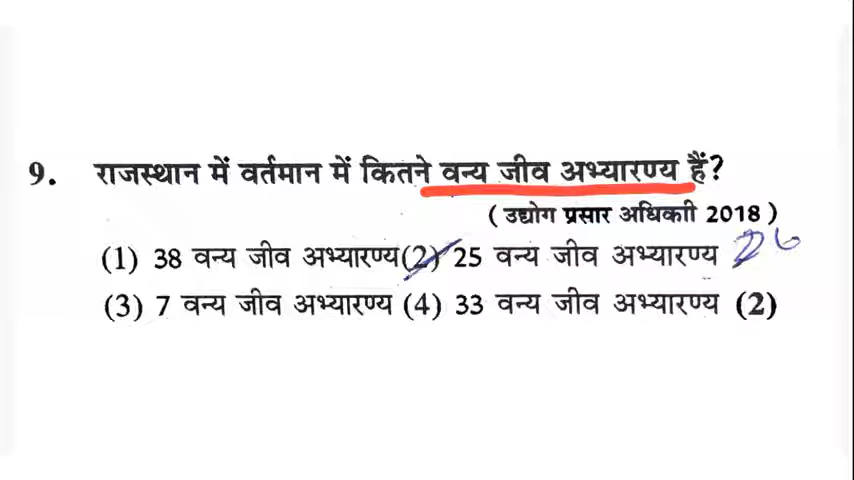 9. राजस्थान में वर्तमान में कितने वन्य जीव अभ्यारण्य हैं?
( उद्योग प्रसार अधिकाी 2018 )
(1) 38 वन्य जीव अभ्यारण्य (2) 25 वन्य जीव अभ्यारण्य 26
(3) 7 वन्य जीव अभ्यारण्य (4) 33 वन्य जीव अभ्यारण्य (2)